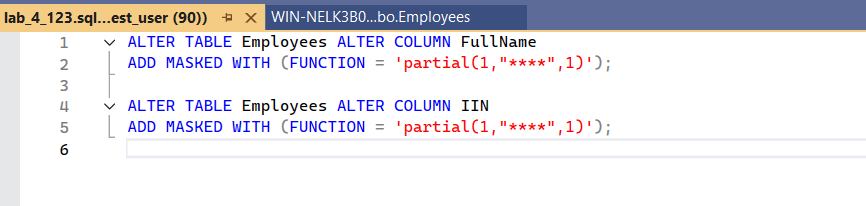 lab_4_123.sql...est_user (90))
WIN-NELK3B0...bo.Employees
1 ALTER TABLE Employees ALTER COLUMN FullName
2 ADD MASKED WITH (FUNCTION = 'partial(1,"****",1)');
3
4 ALTER TABLE Employees ALTER COLUMN IIN
5 ADD MASKED WITH (FUNCTION = 'partial(1,"****",1)');
6